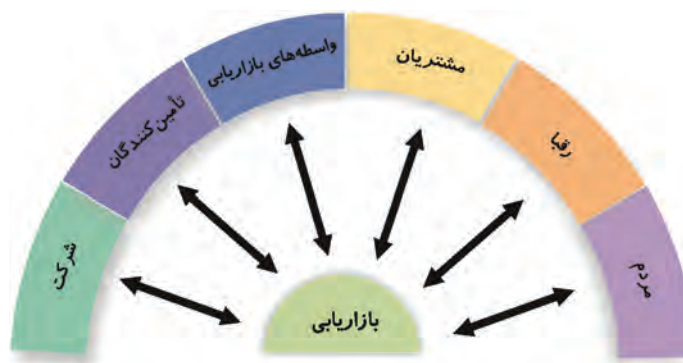 مردم
رقبا
مشتریان
واسطه‌های بازاریابی
تأمین‌کنندگان
شرکت
بازاریابی